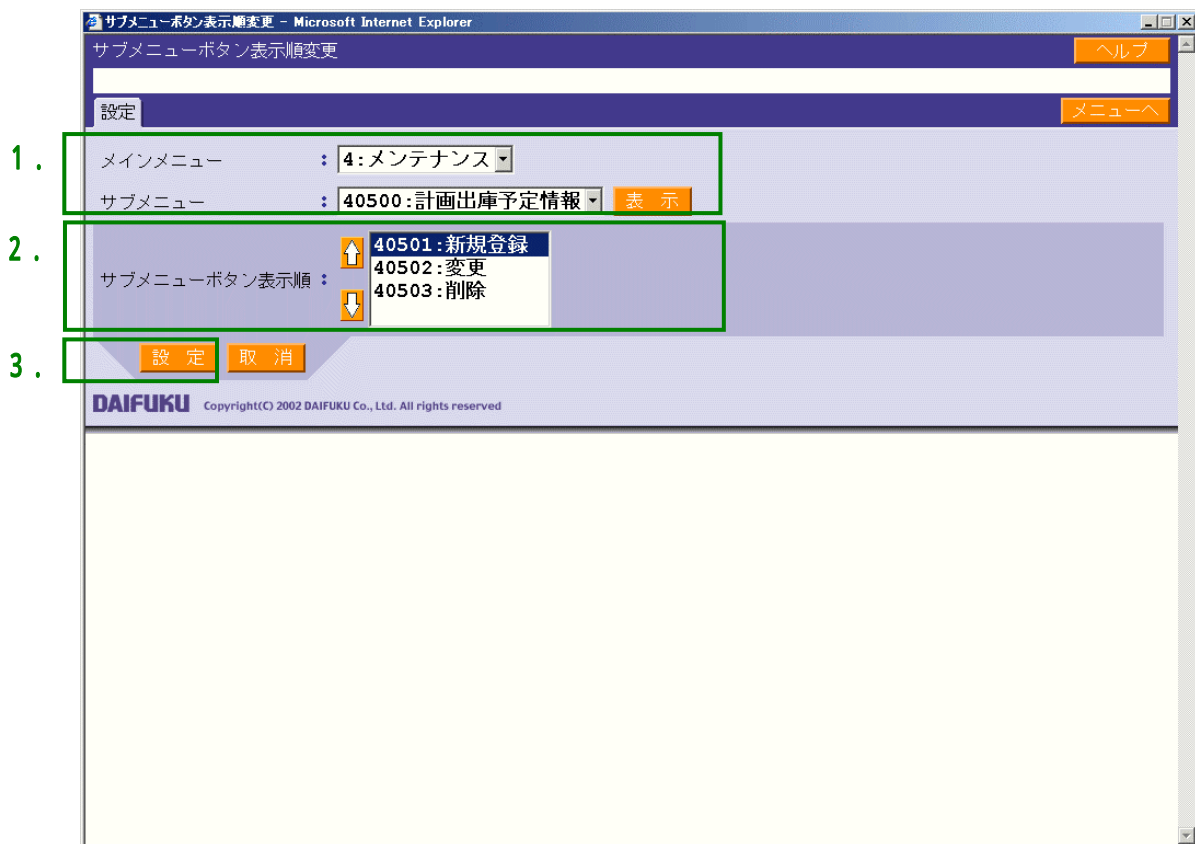 サブメニューボタン表示順変更 - Microsoft Internet Explorer
サブメニューボタン表示順変更 ヘルプ
設定 メニューへ
1. メインメニュー : 4:メンテナンス
サブメニュー : 40500:計画出庫予定情報 表 示
2. サブメニューボタン表示順 : 40501:新規登録
40502:変更
40503:削除
3. 設 定 取 消
DAIFUKU Copyright(C) 2002 DAIFUKU Co., Ltd. All rights reserved